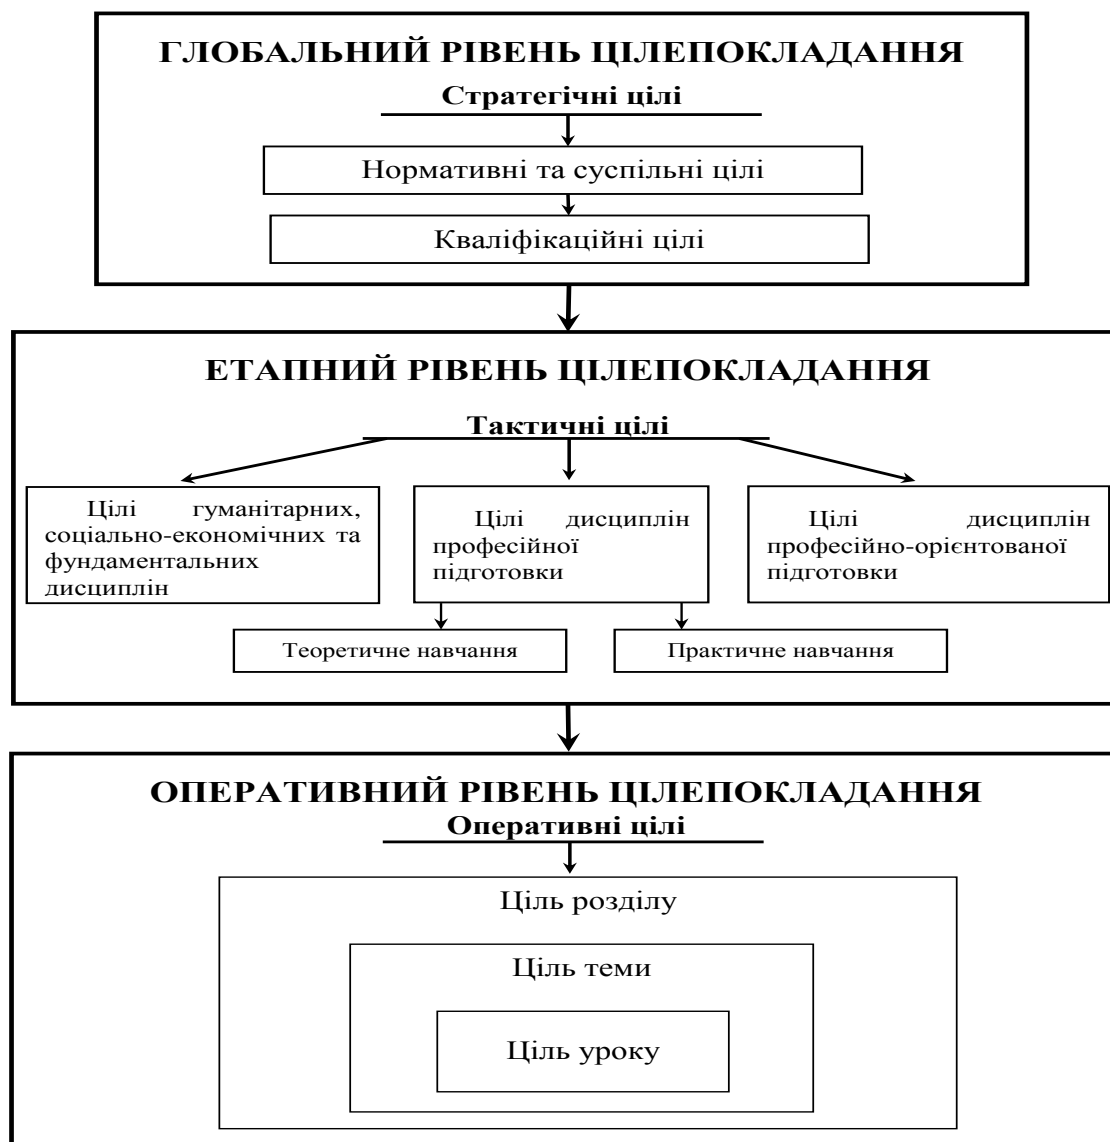 ГЛОБАЛЬНИЙ РІВЕНЬ ЦІЛЕПОКЛАДАННЯ
Стратегічні цілі
Нормативні та суспільні цілі
Кваліфікаційні цілі
ЕТАПНИЙ РІВЕНЬ ЦІЛЕПОКЛАДАННЯ
Тактичні цілі
Цілі гуманітарних,
соціально-економічних та
фундаментальних
дисциплін
Цілі дисциплін
професійної
підготовки
Цілі дисциплін
професійно-орієнтованої
підготовки
Теоретичне навчання
Практичне навчання
ОПЕРАТИВНИЙ РІВЕНЬ ЦІЛЕПОКЛАДАННЯ
Оперативні цілі
Ціль розділу
Ціль теми
Ціль уроку